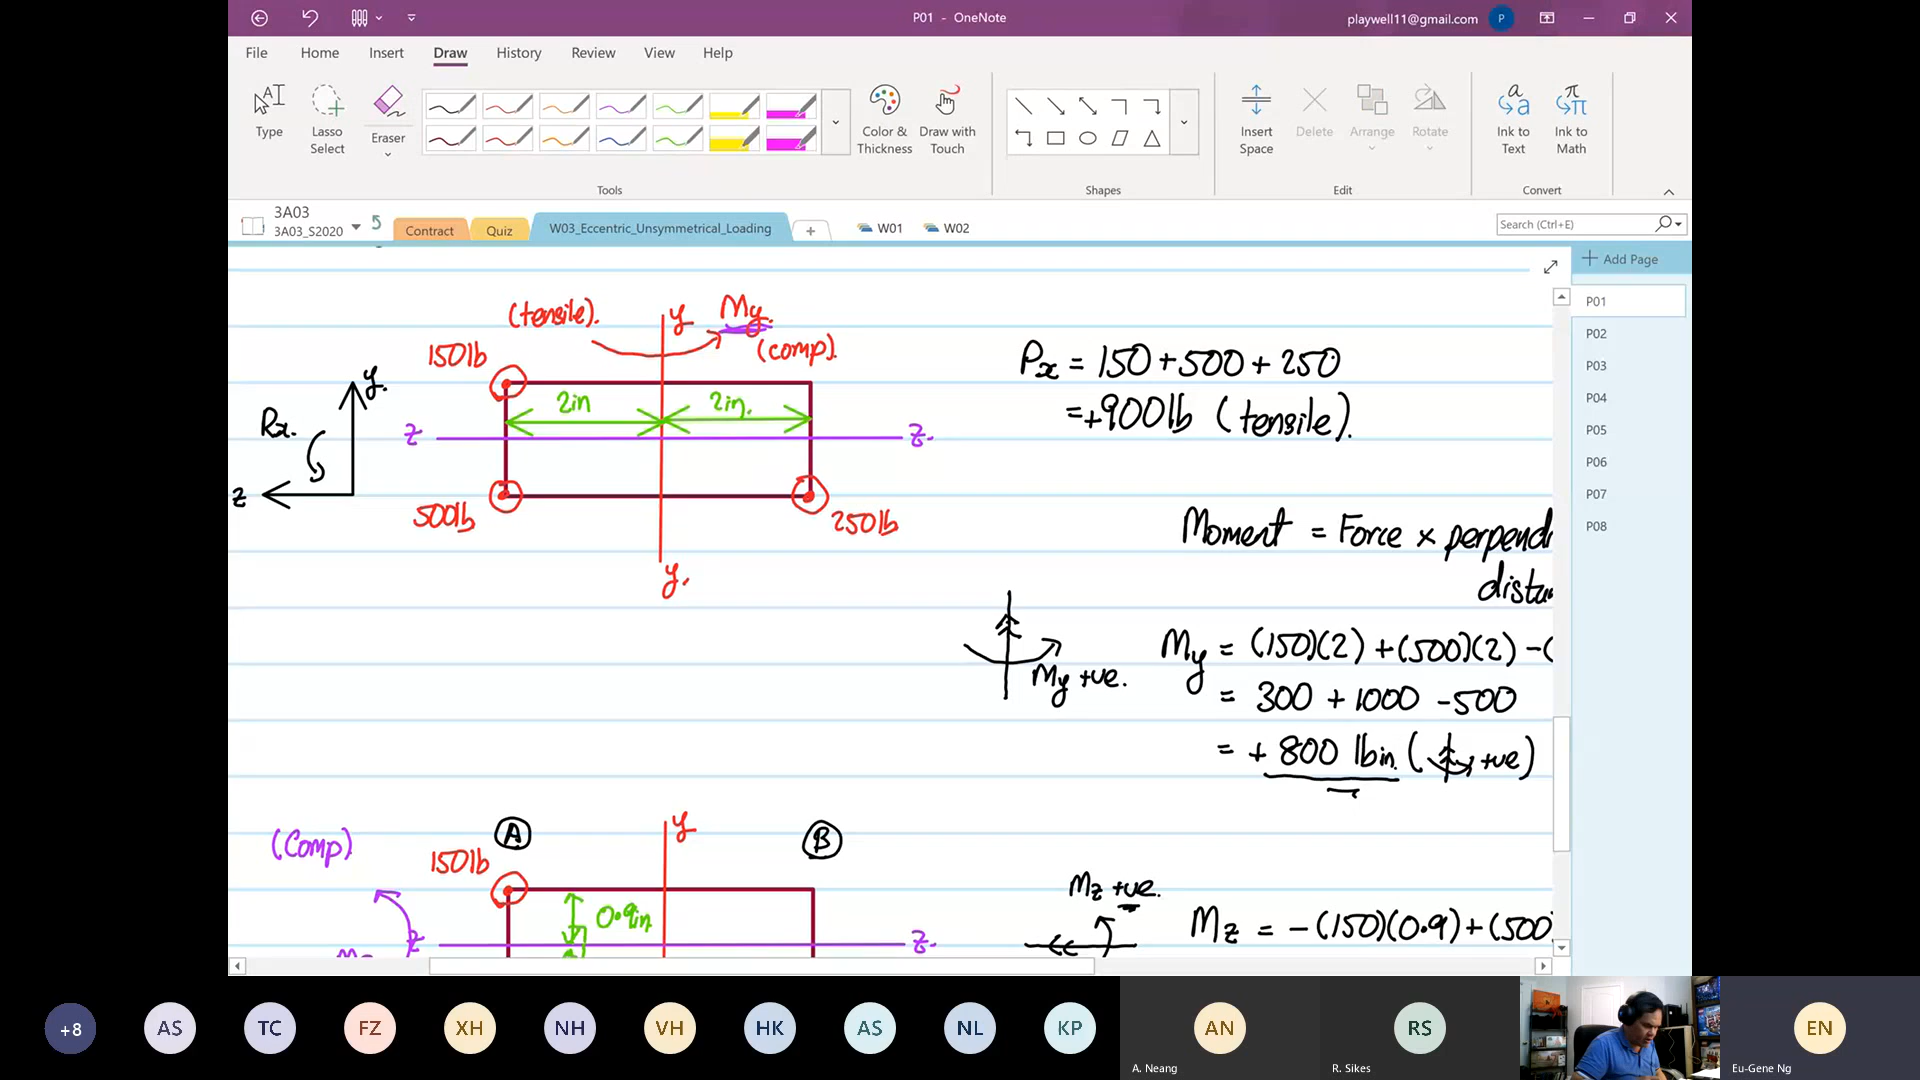 P01 - OneNote
playwell11@gmail.com
P
File Home Insert Draw History Review View Help
Type
Lasso Select
Eraser
Color & Thickness
Draw with Touch
Insert Space
Delete
Arrange
Rotate
Ink to Text
Ink to Math
Tools
Shapes
Edit
Convert
3A03
3A03_S2020
Contract
Quiz
W03_Eccentric_Unsymmetrical_Loading
+
W01
W02
Search (Ctrl+E)
Add Page
P01
P02
P03
P04
P05
P06
P07
P08
(tensile).
y
My.
(comp).
150lb
y.
2in
2in.
Rx.
z
z.
z
500lb
250lb
y.
Px = 150 + 500 + 250
= +900lb (tensile).
Moment = Force x perpend
dista
My +ve.
My = (150)(2) + (500)(2) - (
= 300 + 1000 - 500
= + 800 lbin. ( +ve)
(Comp)
A
y
B
150lb
0.9in
z
z.
Mz +ve.
Mz = -(150)(0.9) + (500)
+8
AS
TC
FZ
XH
NH
VH
HK
AS
NL
KP
AN
A. Neang
RS
R. Sikes
EN
Eu-Gene Ng